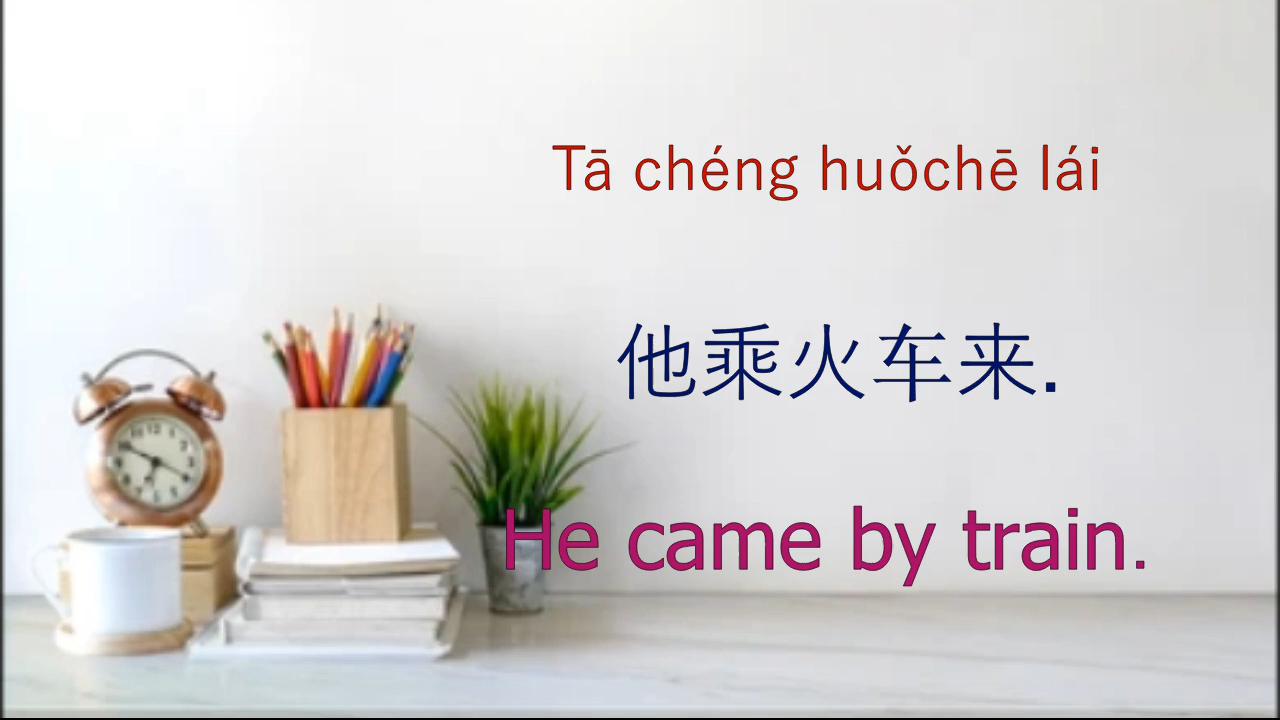 Tā chéng huǒchē lái
他乘火车来.
He came by train.